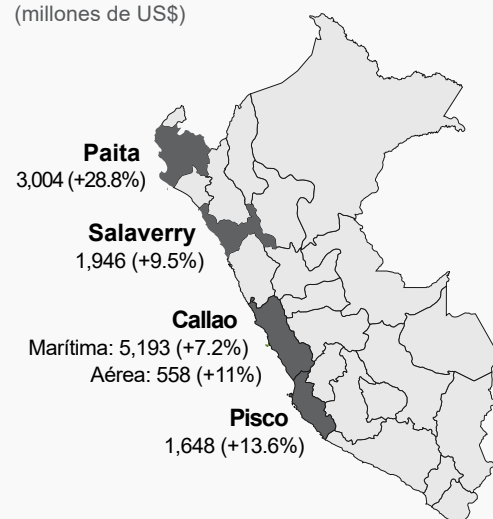 (millones de US$)
Paita
3,004 (+28.8%)
Salaverry
1,946 (+9.5%)
Callao
Marítima: 5,193 (+7.2%)
Aérea: 558 (+11%)
Pisco
1,648 (+13.6%)